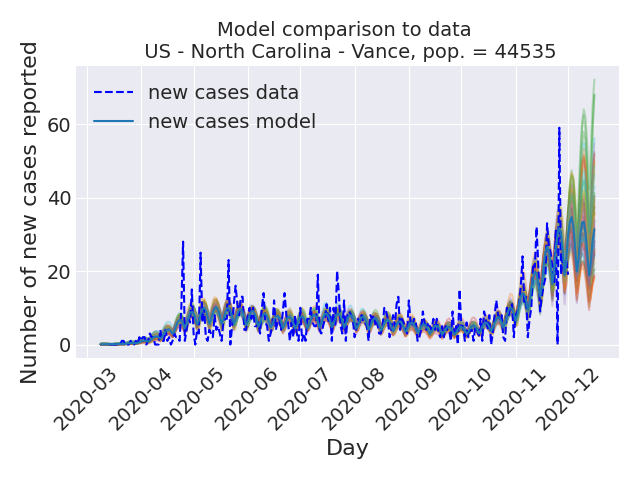 Model comparison to data
US - North Carolina - Vance, pop. = 44535
Number of new cases reported
new cases data
new cases model
60
40
20
0
2020-03
2020-04
2020-05
2020-06
2020-07
2020-08
2020-09
2020-10
2020-11
2020-12
Day